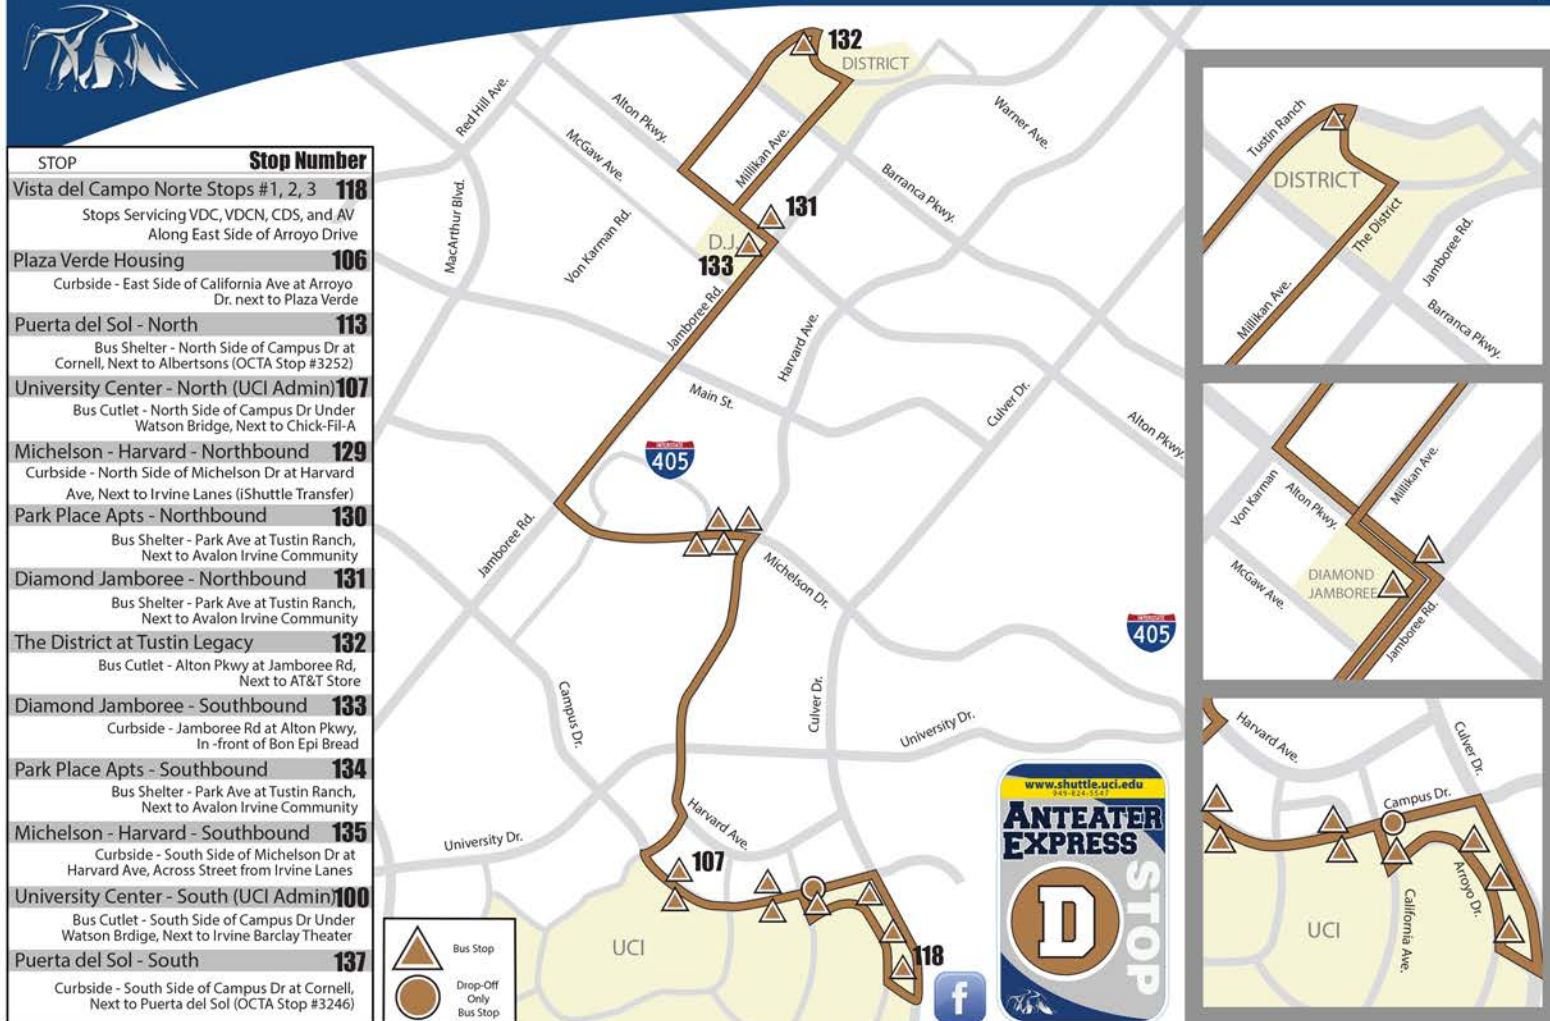 STOP Stop Number
Vista del Campo Norte Stops #1, 2, 3 118
Stops Servicing VDC, VDCN, CDS, and AV
Along East Side of Arroyo Drive
Plaza Verde Housing 106
Curbside - East Side of California Ave at Arroyo
Dr. next to Plaza Verde
Puerta del Sol - North 113
Bus Shelter - North Side of Campus Dr at
Cornell, Next to Albertsons (OCTA Stop #3252)
University Center - North (UCI Admin) 107
Bus Cutlet - North Side of Campus Dr Under
Watson Bridge, Next to Chick-Fil-A
Michelson - Harvard - Northbound 129
Curbside - North Side of Michelson Dr at Harvard
Ave, Next to Irvine Lanes (iShuttle Transfer)
Park Place Apts - Northbound 130
Bus Shelter - Park Ave at Tustin Ranch,
Next to Avalon Irvine Community
Diamond Jamboree - Northbound 131
Bus Shelter - Park Ave at Tustin Ranch,
Next to Avalon Irvine Community
The District at Tustin Legacy 132
Bus Cutlet - Alton Pkwy at Jamboree Rd,
Next to AT&T Store
Diamond Jamboree - Southbound 133
Curbside - Jamboree Rd at Alton Pkwy,
In -front of Bon Epi Bread
Park Place Apts - Southbound 134
Bus Shelter - Park Ave at Tustin Ranch,
Next to Avalon Irvine Community
Michelson - Harvard - Southbound 135
Curbside - South Side of Michelson Dr at
Harvard Ave, Across Street from Irvine Lanes
University Center - South (UCI Admin) 100
Bus Cutlet - South Side of Campus Dr Under
Watson Brdige, Next to Irvine Barclay Theater
Puerta del Sol - South 137
Curbside - South Side of Campus Dr at Cornell,
Next to Puerta del Sol (OCTA Stop #3246)
132
DISTRICT
Red Hill Ave.
Alton Pkwy.
McGaw Ave.
Millikan Ave.
Warner Ave.
Barranca Pkwy.
MacArthur Blvd.
Von Karman Rd.
131
D.J.
133
Jamboree Rd.
Harvard Ave.
Main St.
Culver Dr.
Alton Pkwy.
INTERSTATE
405
Jamboree Rd.
Michelson Dr.
INTERSTATE
405
Campus Dr.
Culver Dr.
University Dr.
University Dr.
Harvard Ave.
107
UCI
118
Bus Stop
Drop-Off
Only
Bus Stop
f
www.shuttle.uci.edu
949-824-5547
ANTEATER
EXPRESS
D
STOP
Tustin Ranch
DISTRICT
The District
Jamboree Rd.
Millikan Ave.
Barranca Pkwy.
Von Karman
Alton Pkwy.
Millikan Ave.
McGaw Ave.
DIAMOND
JAMBOREE
Jamboree Rd.
Harvard Ave.
Culver Dr.
Campus Dr.
Arroyo Dr.
California Ave.
UCI